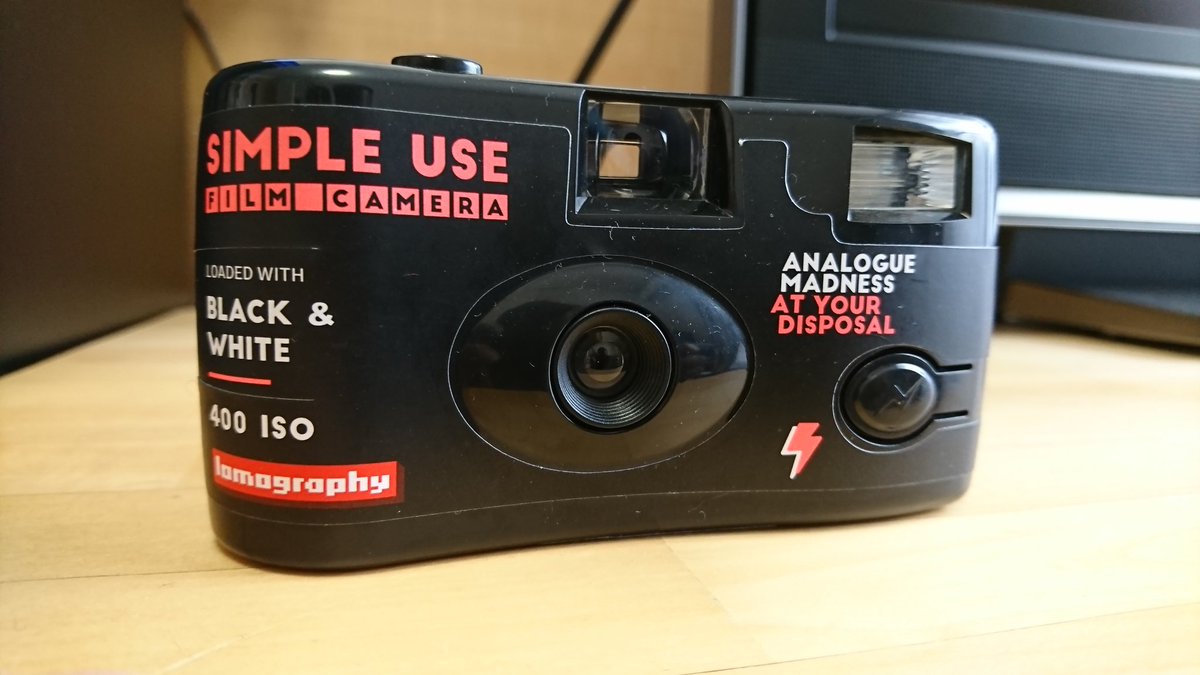 SIMPLE USE
FILM CAMERA
LOADED WITH
BLACK &
WHITE
400 ISO
lomography
ANALOGUE
MADNESS
AT YOUR
DISPOSAL